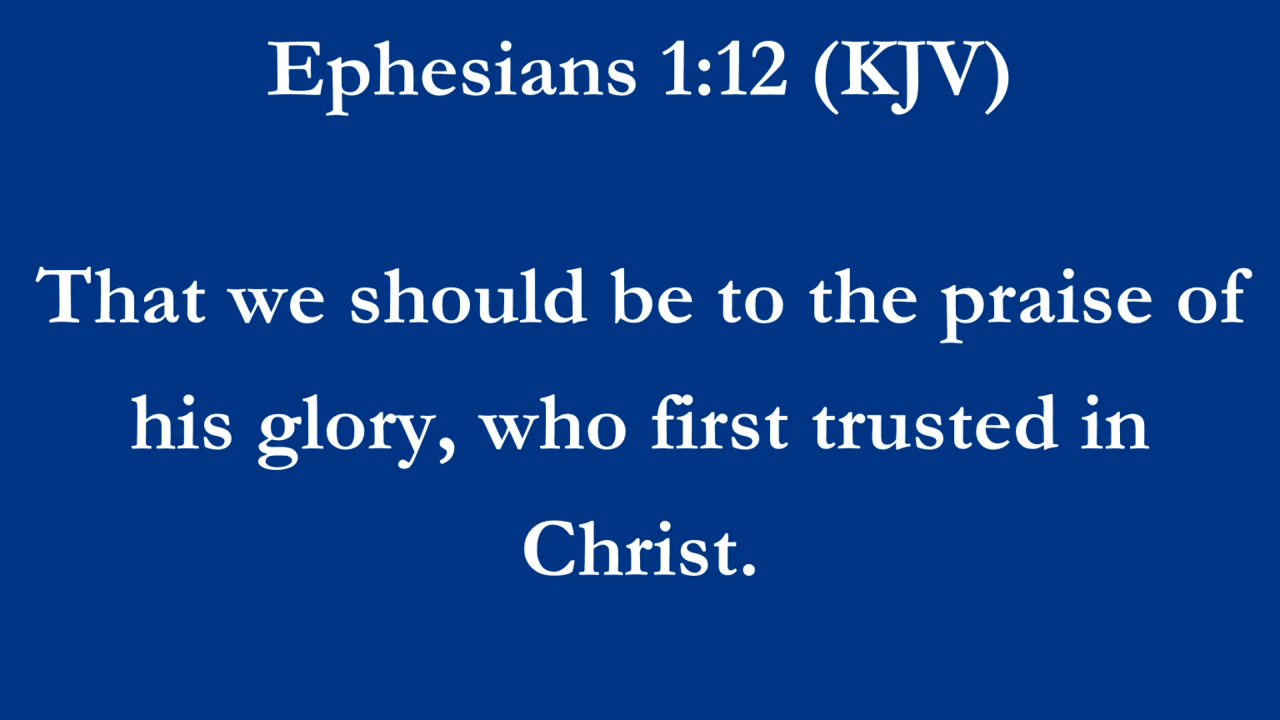 Ephesians 1:12 (KJV)
That we should be to the praise of
his glory, who first trusted in
Christ.